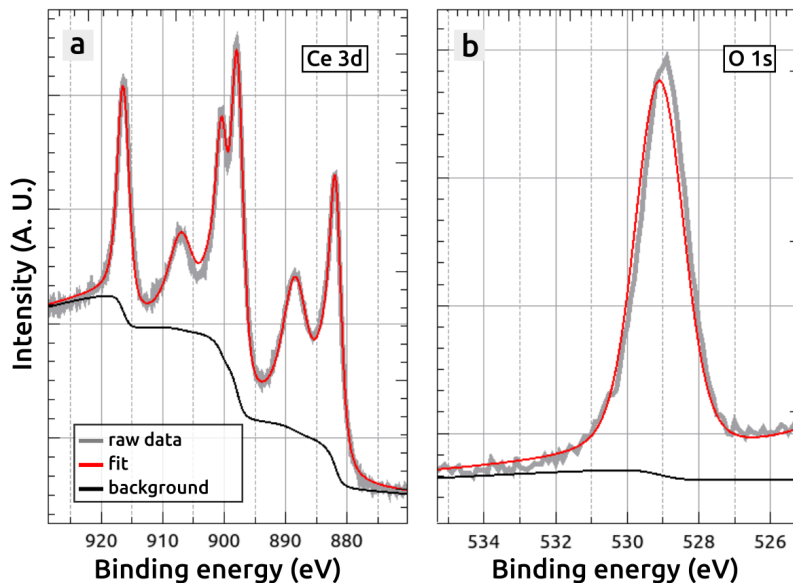 a
Ce 3d
b
O 1s
Intensity (A. U.)
raw data
fit
background
920 910 900 890 880
534 532 530 528 526
Binding energy (eV) Binding energy (eV)